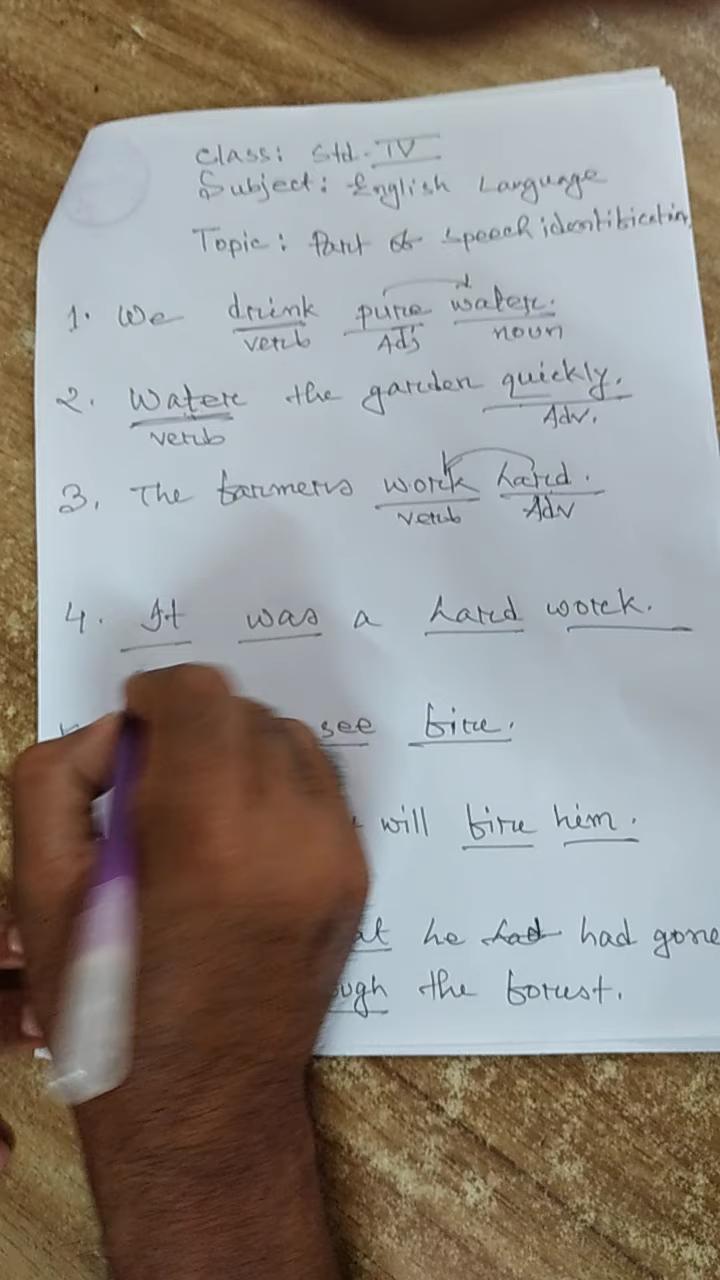 Class: Std. IV
Subject: English Language
Topic: Part of speech identification
1. We drink pure water.
verb Adj noun
2. Water the garden quickly.
verb Adv.
3. The farmers work hard.
verb Adv
4. It was a hard work.
see fire.
will fire him.
he had had gone
the forest.